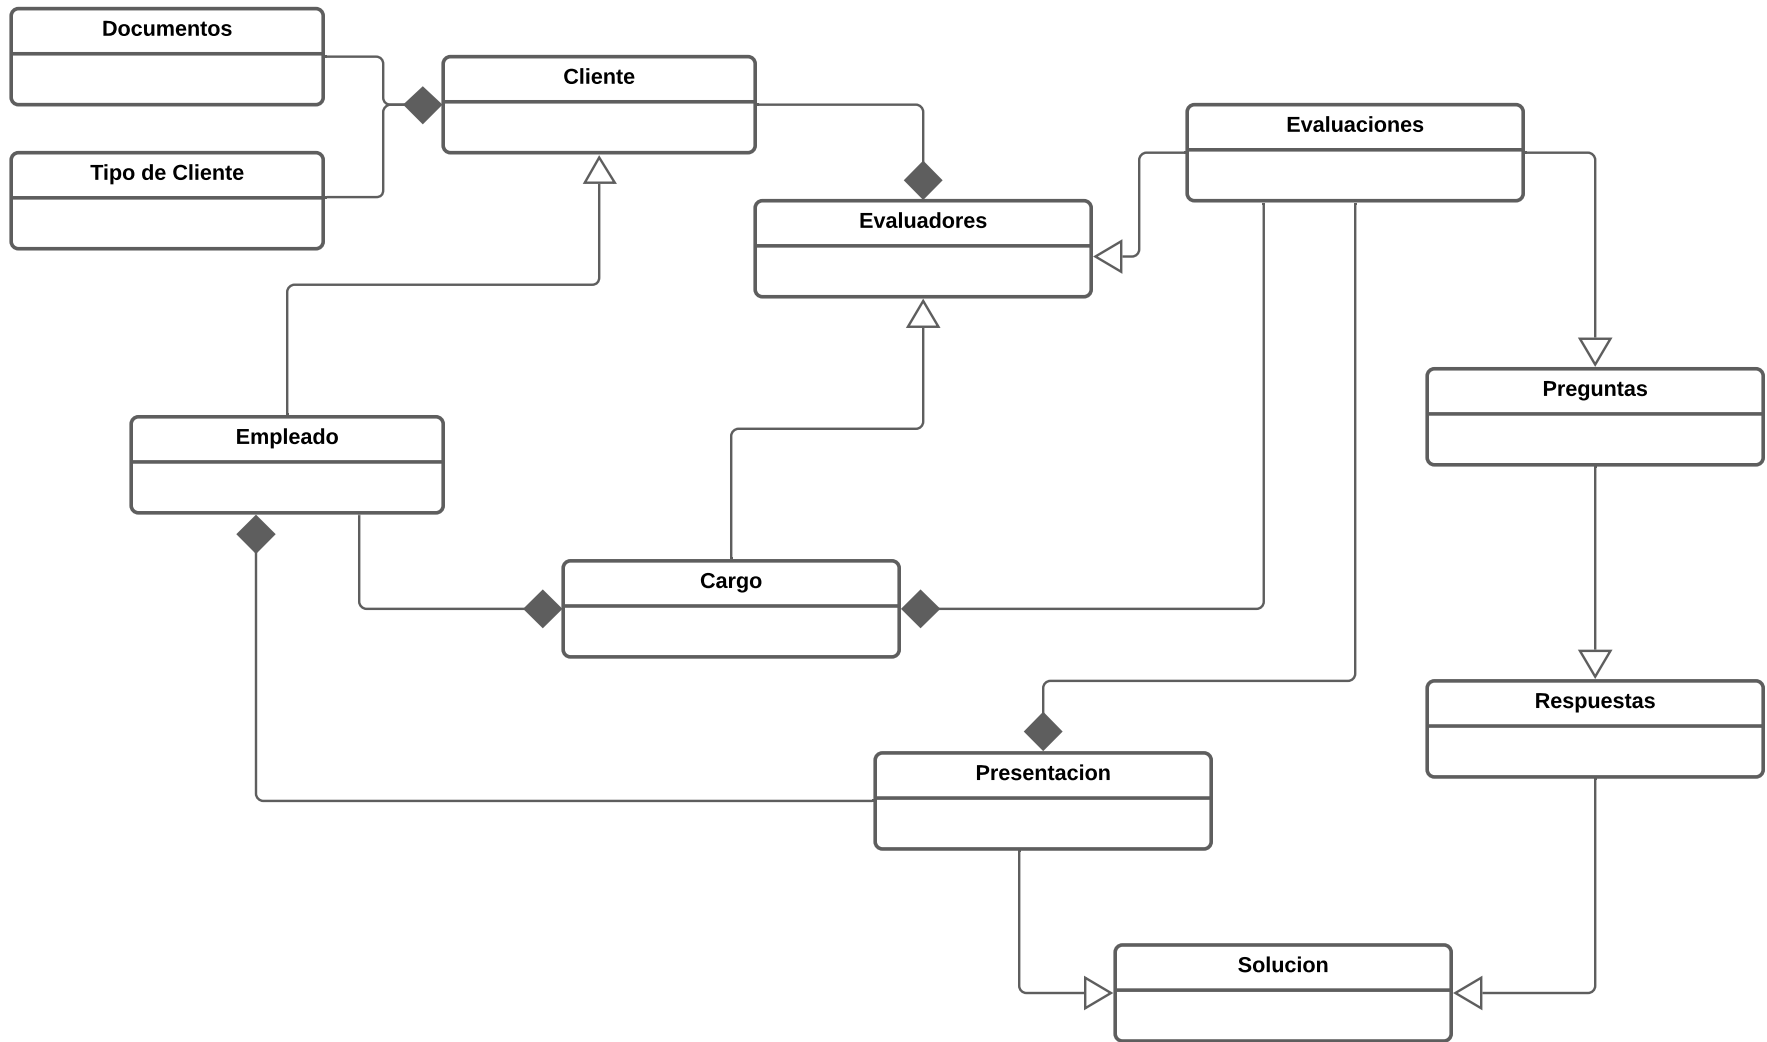 Documentos
Cliente
Evaluaciones
Tipo de Cliente
Evaluadores
Preguntas
Empleado
Cargo
Respuestas
Presentacion
Solucion